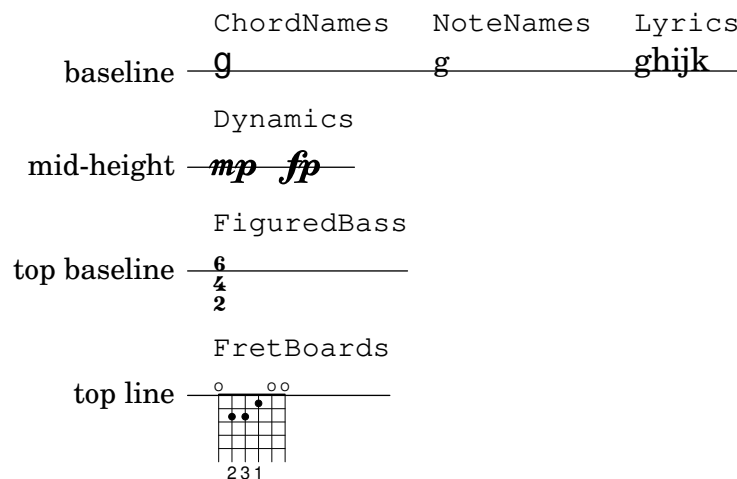 ChordNames NoteNames Lyrics
baseline g g ghijk
Dynamics
mid-height mp fp
FiguredBass
top baseline 6
4
2
FretBoards
o o o
top line
231